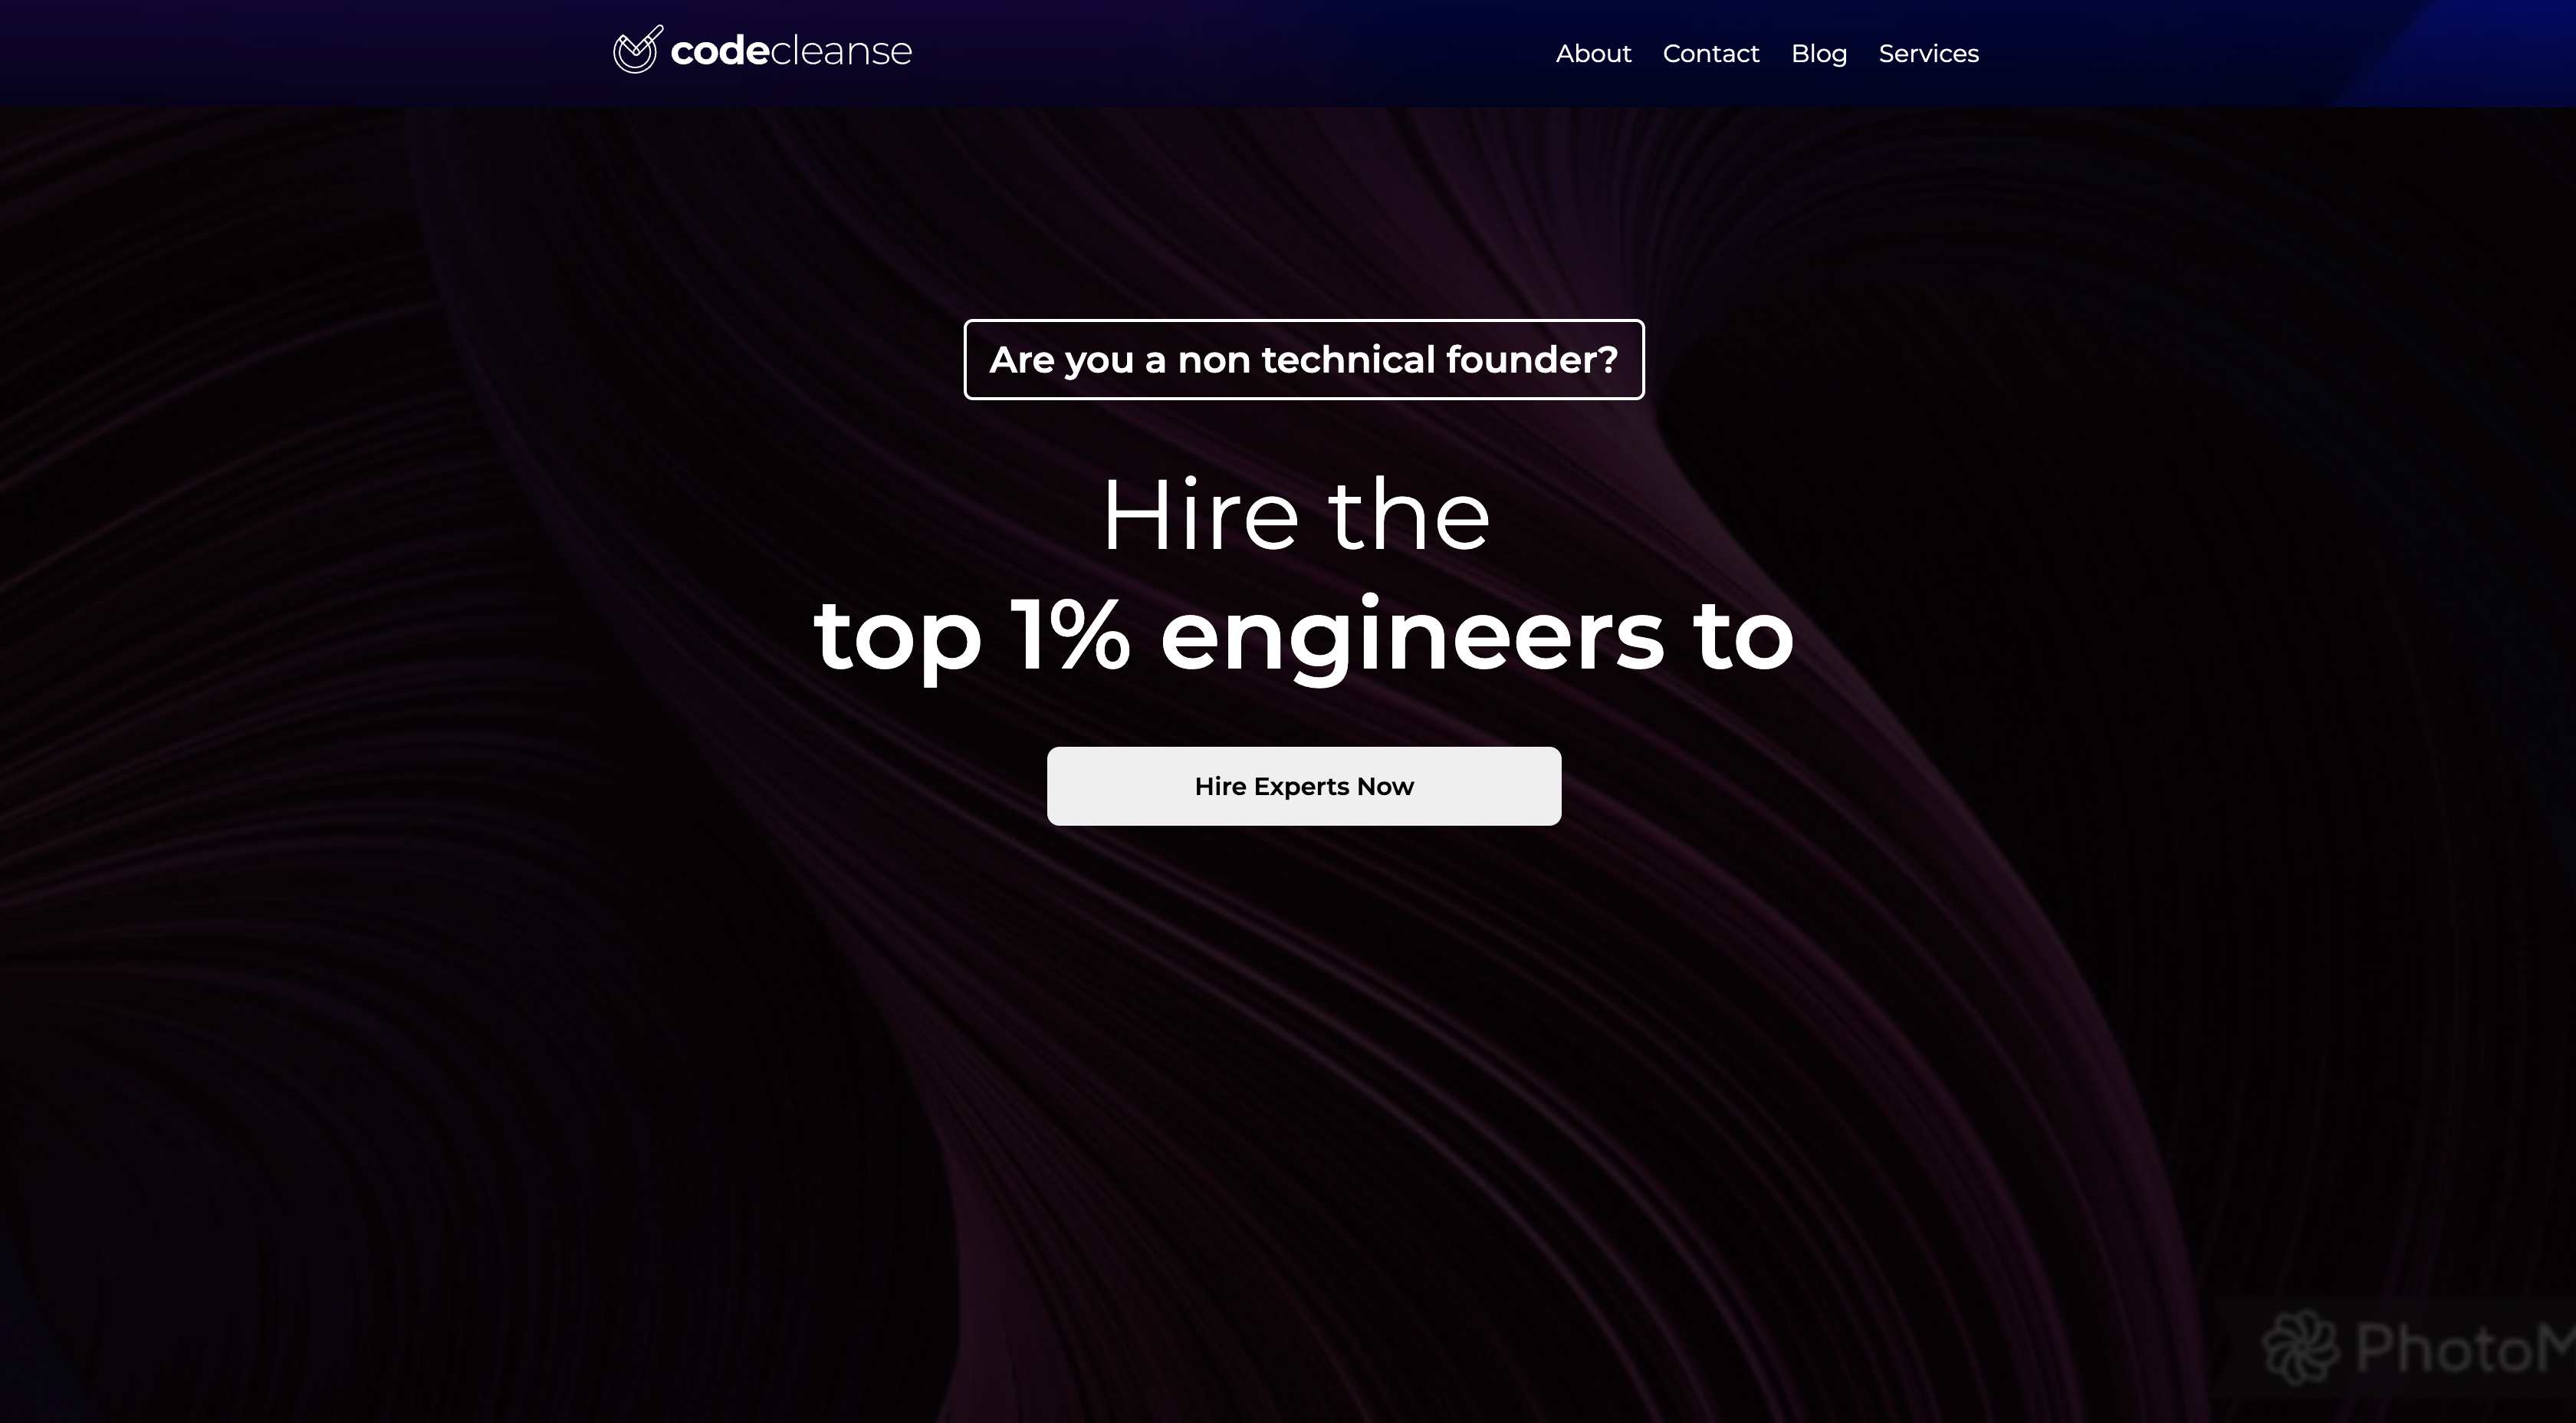 codecleanse
About Contact Blog Services
Are you a non technical founder?
Hire the
top 1% engineers to
Hire Experts Now
PhotoM